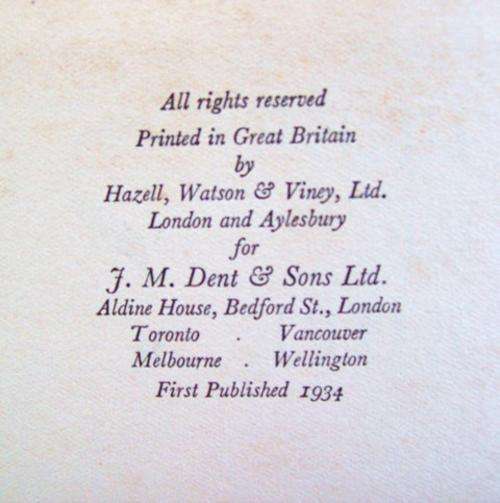 All rights reserved
Printed in Great Britain
by
Hazell, Watson & Viney, Ltd.
London and Aylesbury
for
J. M. Dent & Sons Ltd.
Aldine House, Bedford St., London
Toronto . Vancouver
Melbourne . Wellington
First Published 1934